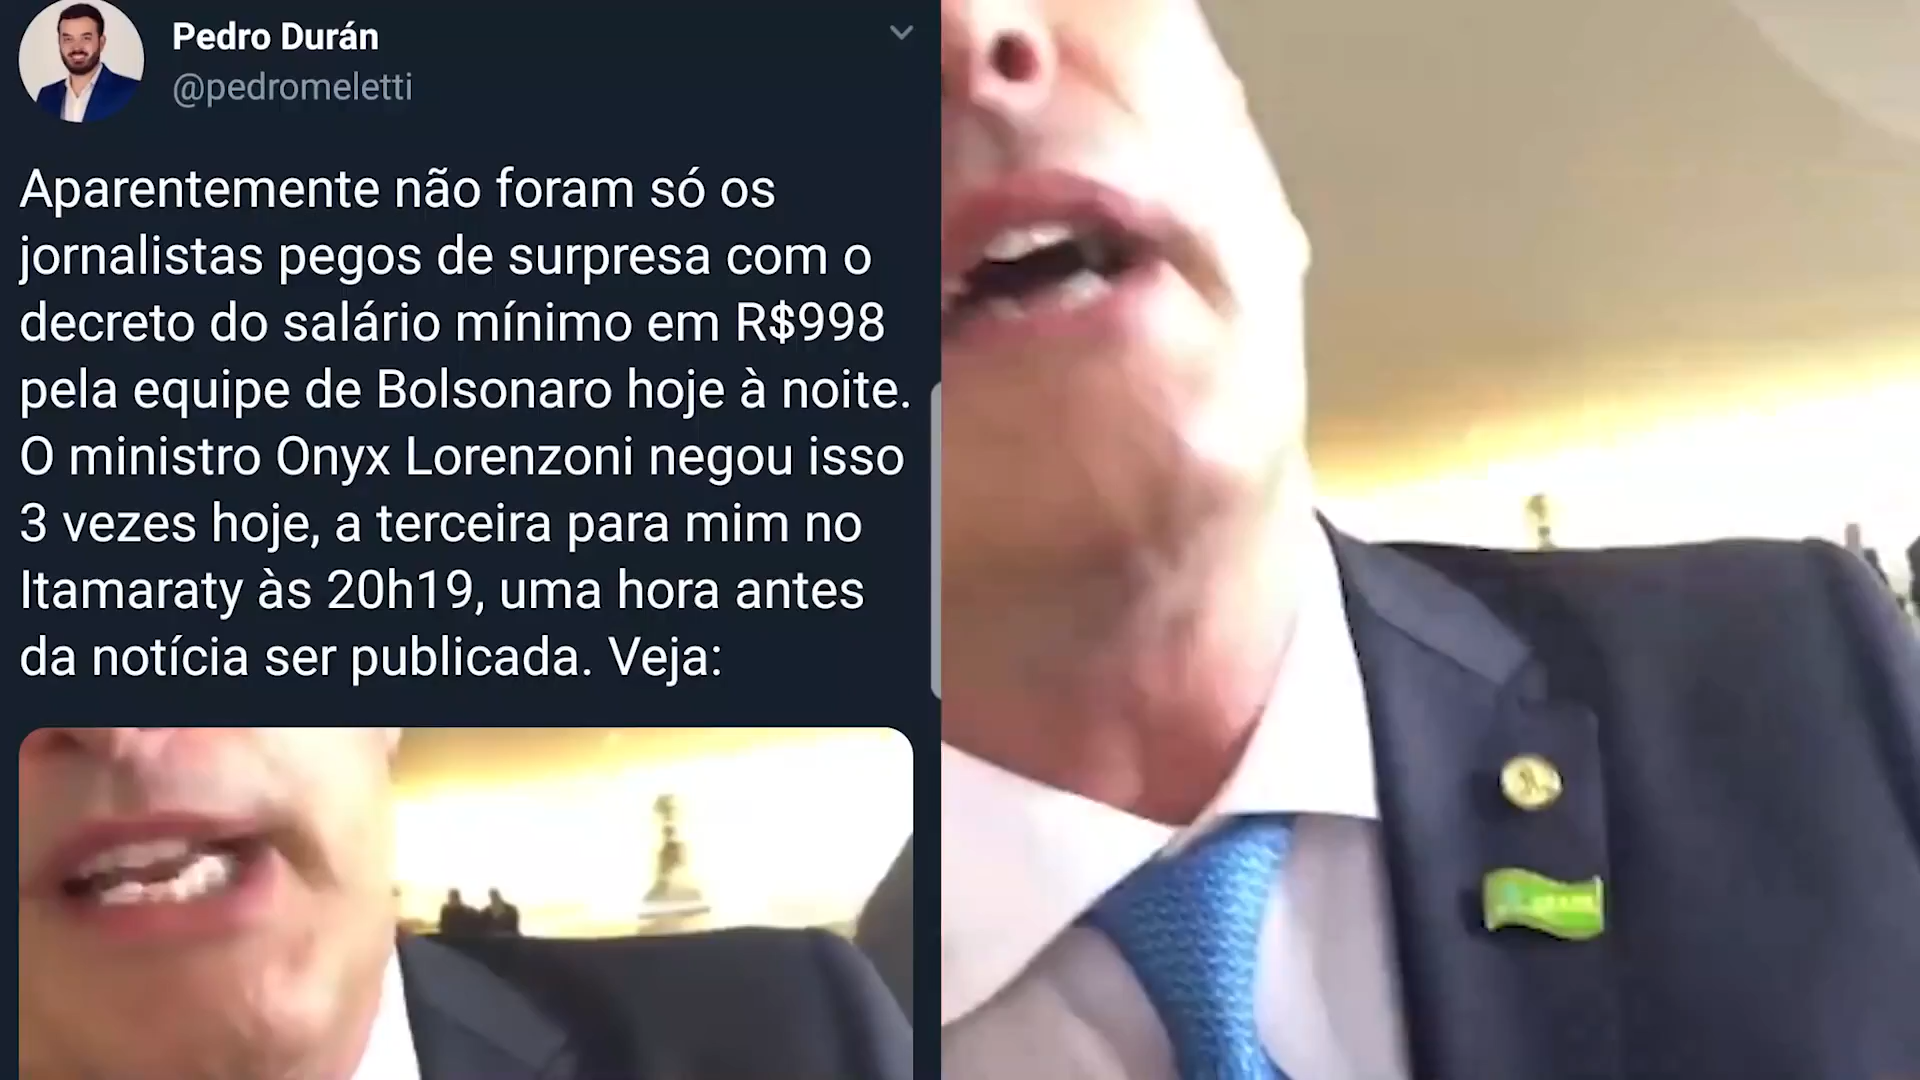 Pedro Durán
@pedromeletti
Aparentemente não foram só os
jornalistas pegos de surpresa com o
decreto do salário mínimo em R$998
pela equipe de Bolsonaro hoje à noite.
O ministro Onyx Lorenzoni negou isso
3 vezes hoje, a terceira para mim no
Itamaraty às 20h19, uma hora antes
da notícia ser publicada. Veja: